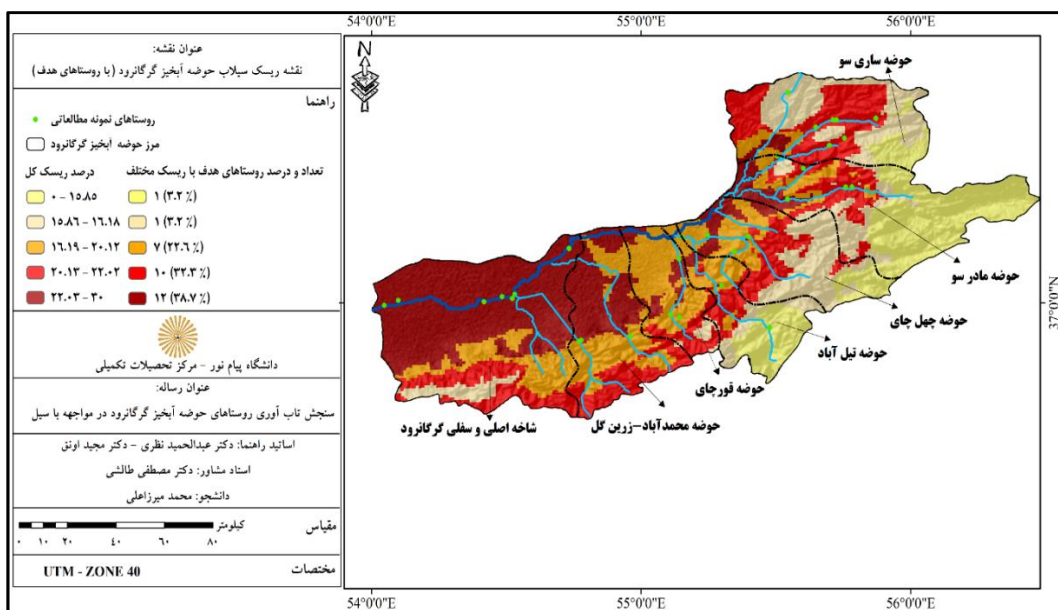 عنوان نقشه:
نقشه ریسک سیلاب حوضه آبخیز گرگانرود (با روستاهای هدف)
راهنما
روستاهای نمونه مطالعاتی
مرز حوضه آبخیز گرگانرود
تعداد و درصد روستاهای هدف با ریسک مختلف درصد ریسک کل
۱ (۳.۲ %) ۰ - ۱۵.۸۵
۱ (۳.۲ %) ۱۵.۸۶ - ۱۶.۱۸
۷ (۲۲.۶ %) ۱۶.۱۹ - ۲۰.۱۲
۱۰ (۳۲.۳ %) ۲۰.۱۳ - ۲۲.۰۲
۱۲ (۳۸.۷ %) ۲۲.۰۳ - ۳۰
دانشگاه پیام نور - مرکز تحصیلات تکمیلی
عنوان رساله:
سنجش تاب آوری روستاهای حوضه آبخیز گرگانرود در مواجهه با سیل
اساتید راهنما: دکتر عبدالحمید نظری - دکتر مجید اونق
استاد مشاور: دکتر مصطفی طالشی
دانشجو: محمد میرزاعلی
مقیاس
کیلومتر
۰ ۱۰ ۲۰ ۴۰ ۶۰ ۸۰
مختصات UTM - ZONE 40
54°0'0"E 55°0'0"E 56°0'0"E
N
حوضه ساری سو
حوضه مادر سو
حوضه چهل چای
حوضه تیل آباد
حوضه قورچای
حوضه محمدآباد-زرین گل
شاخه اصلی و سفلی گرگانرود
37°0'0"N
54°0'0"E 55°0'0"E 56°0'0"E